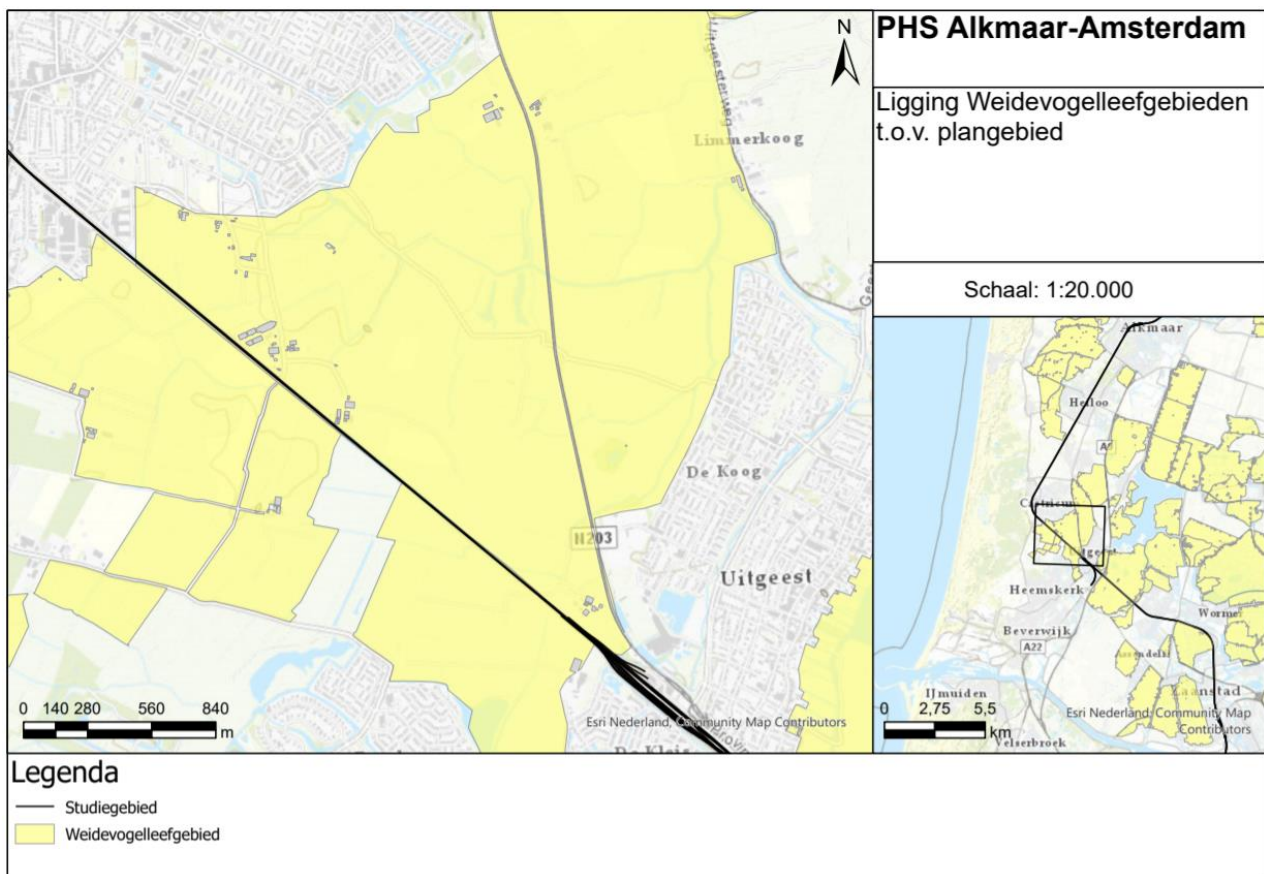 PHS Alkmaar-Amsterdam
Ligging Weidevogelleefgebieden
t.o.v. plangebied
Schaal: 1:20.000
N
Uitgeesterweg
Limmerkoog
De Koog
N203
Uitgeest
0 140 280 560 840
m
Esri Nederland, Community Map Contributors
Alkmaar
Heiloo
Castricum
Heemskerk
Beverwijk
A22
Wormer
Assendelft
Zaanstad
IJmuiden
Velserbroek
0 2,75 5,5
km
Esri Nederland, Community Map
Contributors
Legenda
Studiegebied
Weidevogelleefgebied